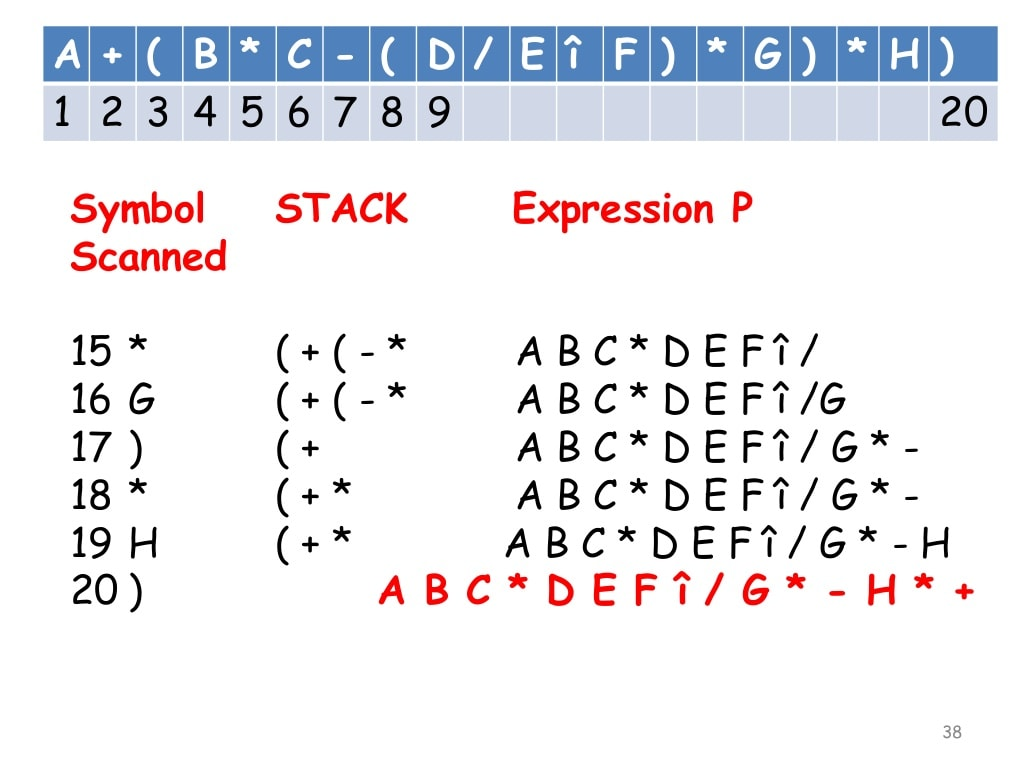 A + ( B * C - ( D / E î F ) * G ) * H )
1 2 3 4 5 6 7 8 9 20
Symbol STACK Expression P
Scanned
15 * ( + ( - * A B C * D E F î /
16 G ( + ( - * A B C * D E F î /G
17 ) ( + A B C * D E F î / G * -
18 * ( + * A B C * D E F î / G * -
19 H ( + * A B C * D E F î / G * - H
20 ) A B C * D E F î / G * - H * +
38